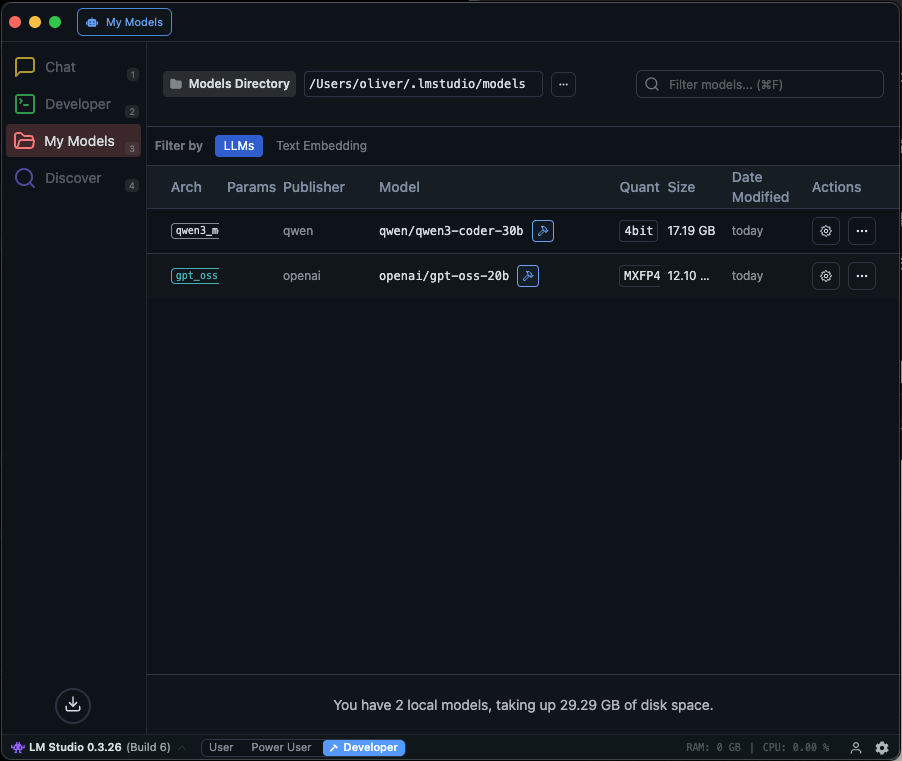 My Models
Chat 1
Developer 2
My Models 3
Discover 4
Models Directory /Users/oliver/.lmstudio/models ... Filter models... (⌘F)
Filter by LLMs Text Embedding
Arch Params Publisher Model Quant Size Date Modified Actions
qwen3_m qwen qwen/qwen3-coder-30b 4bit 17.19 GB today ...
gpt_oss openai openai/gpt-oss-20b MXFP4 12.10 ... today ...
You have 2 local models, taking up 29.29 GB of disk space.
LM Studio 0.3.26 (Build 6) User Power User Developer RAM: 0 GB | CPU: 0.00 %